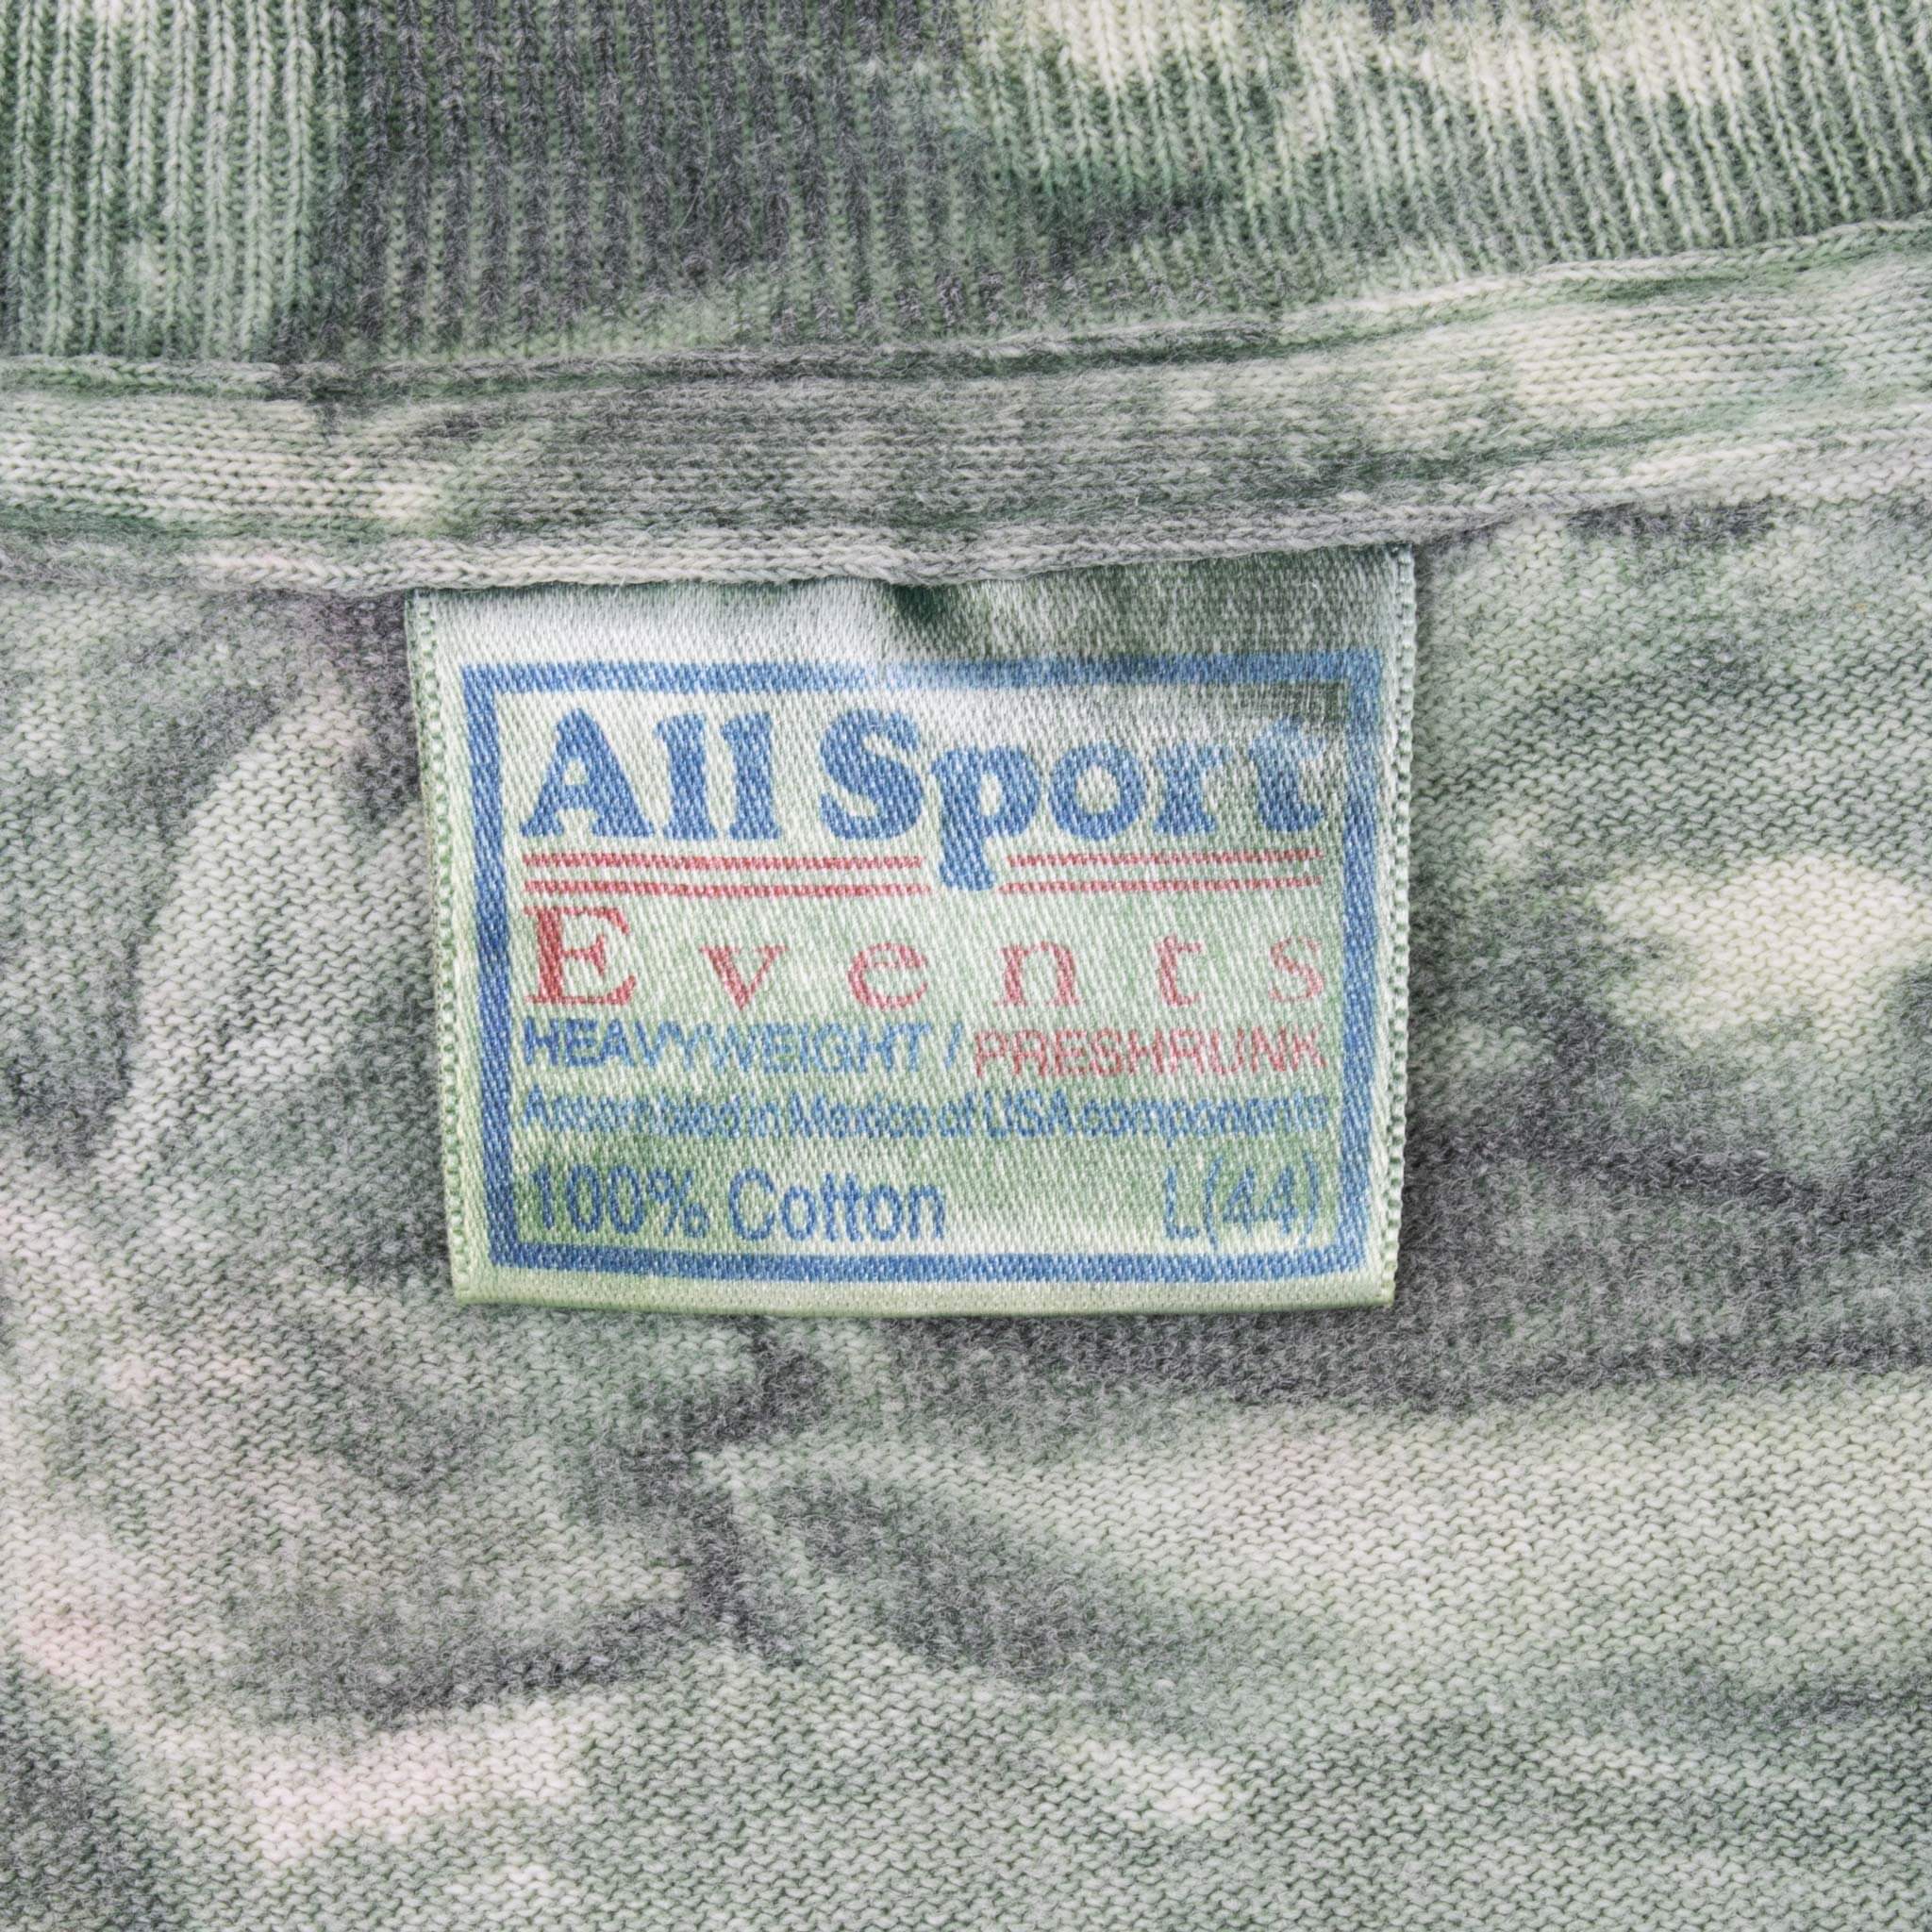 All Sport
Events
HEAVYWEIGHT / PRESHRUNK
Assembled in Mexico of USA components
100% Cotton L(44)